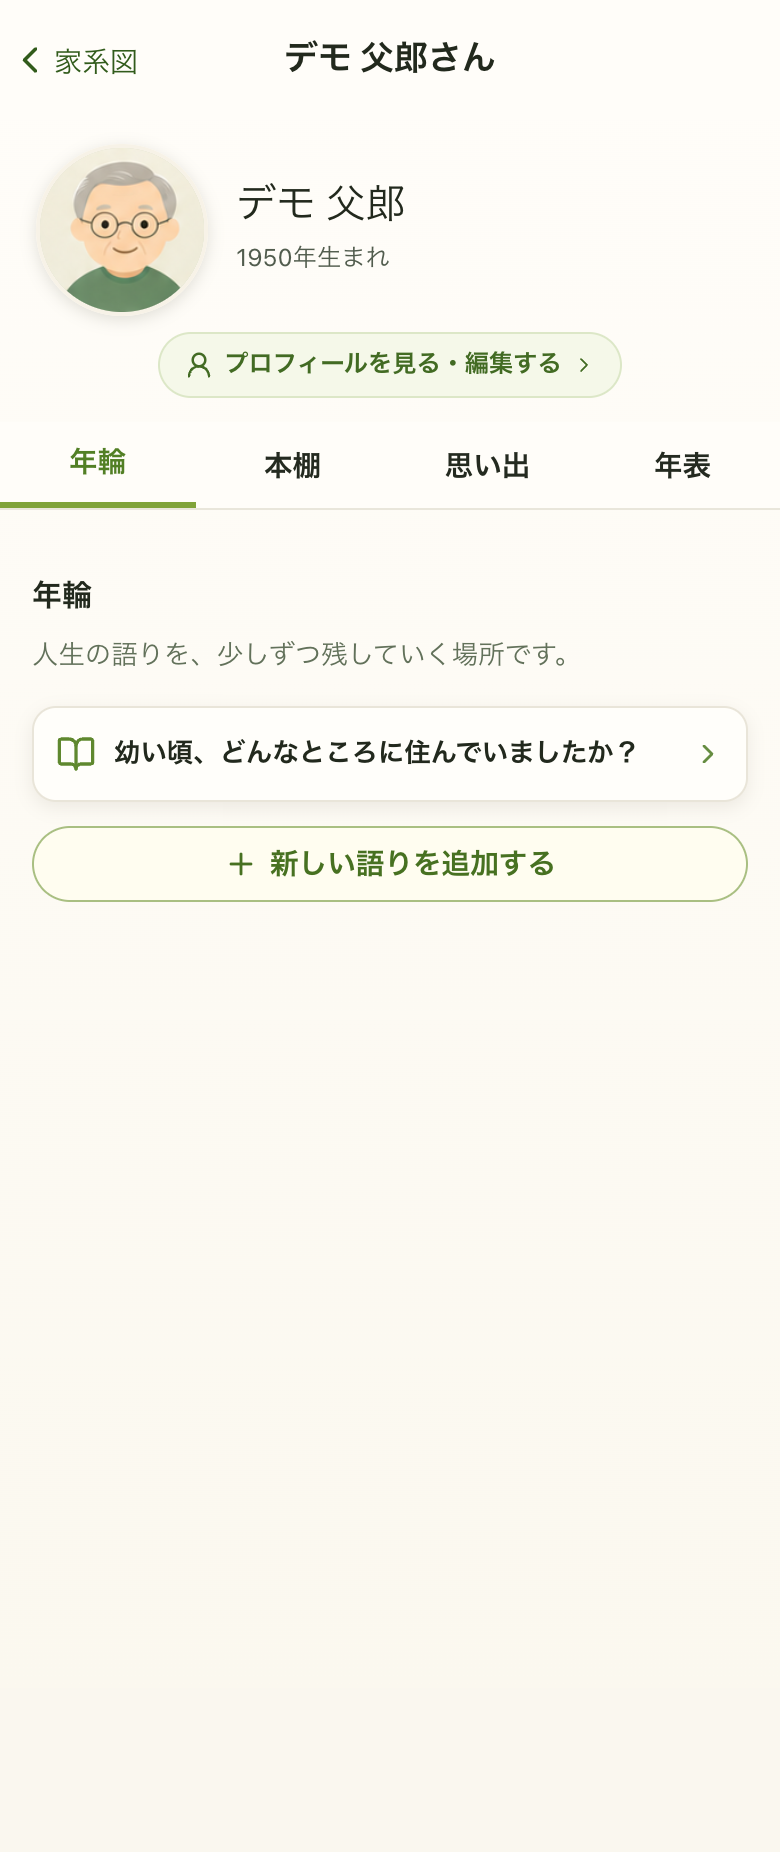 家系図
デモ 父郎さん
デモ 父郎
1950年生まれ
プロフィールを見る・編集する
年輪
本棚
思い出
年表
年輪
人生の語りを、少しずつ残していく場所です。
幼い頃、どんなところに住んでいましたか？
新しい語りを追加する